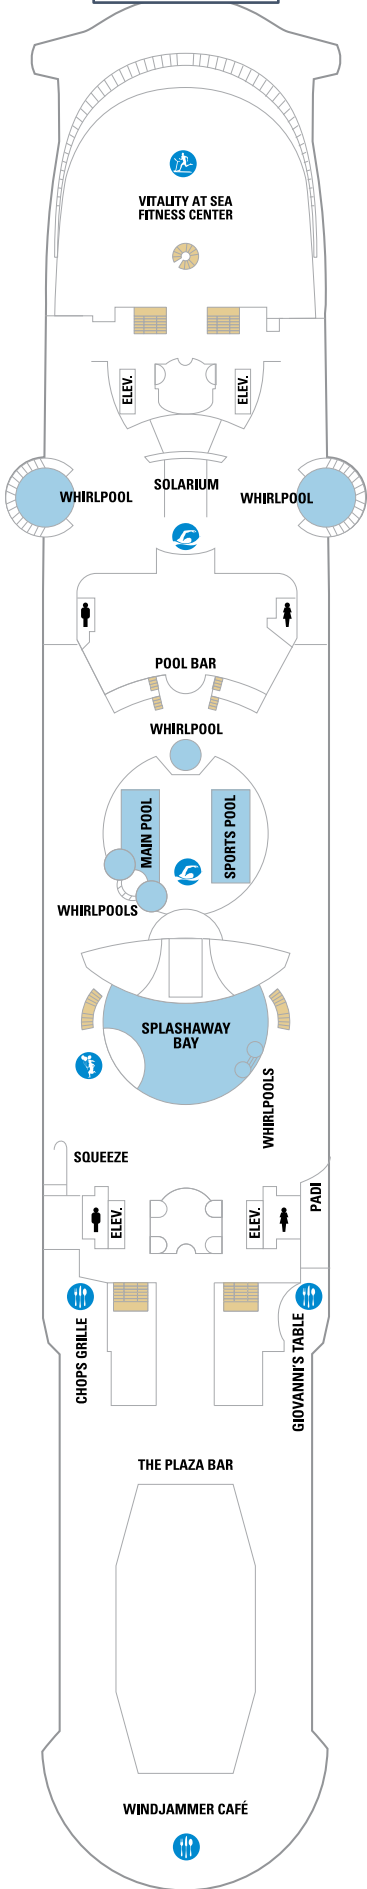 VITALITY AT SEA
FITNESS CENTER
ELEV.
ELEV.
SOLARIUM
WHIRLPOOL
WHIRLPOOL
POOL BAR
WHIRLPOOL
MAIN POOL
SPORTS POOL
WHIRLPOOLS
SPLASHAWAY
BAY
WHIRLPOOLS
SQUEEZE
PADI
ELEV.
ELEV.
CHOPS GRILLE
GIOVANNI'S TABLE
THE PLAZA BAR
WINDJAMMER CAFÉ